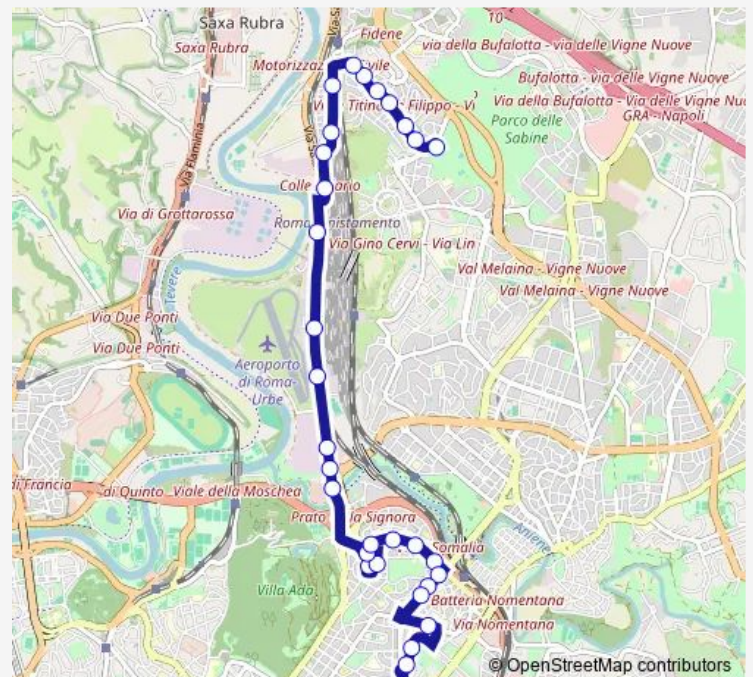 Saxa Rubra
Saxa Rubra
Fidene
10
via della Bufalotta - via delle Vigne Nuove
Bufalotta - via delle Vigne Nuove
Via della Bufalotta - Via delle Vigne Nu
GRA - Napoli
Parco delle
Sabine
Via Flaminia
Via di Grottarossa
Via Gino Cervi - Via Lin
Val Melaina - Vigne Nuove
Val Melaina - Vigne Nuove
Tevere
Via Due Ponti
Via Due Ponti
Aeroporto
di Roma-
Urbe
di Francia
di Quinto
Viale della Moschea
Prato
Signora
Somalia
Aniene
Villa Ada
Batteria Nomentana
Via Nomentana
© OpenStreetMap contributors